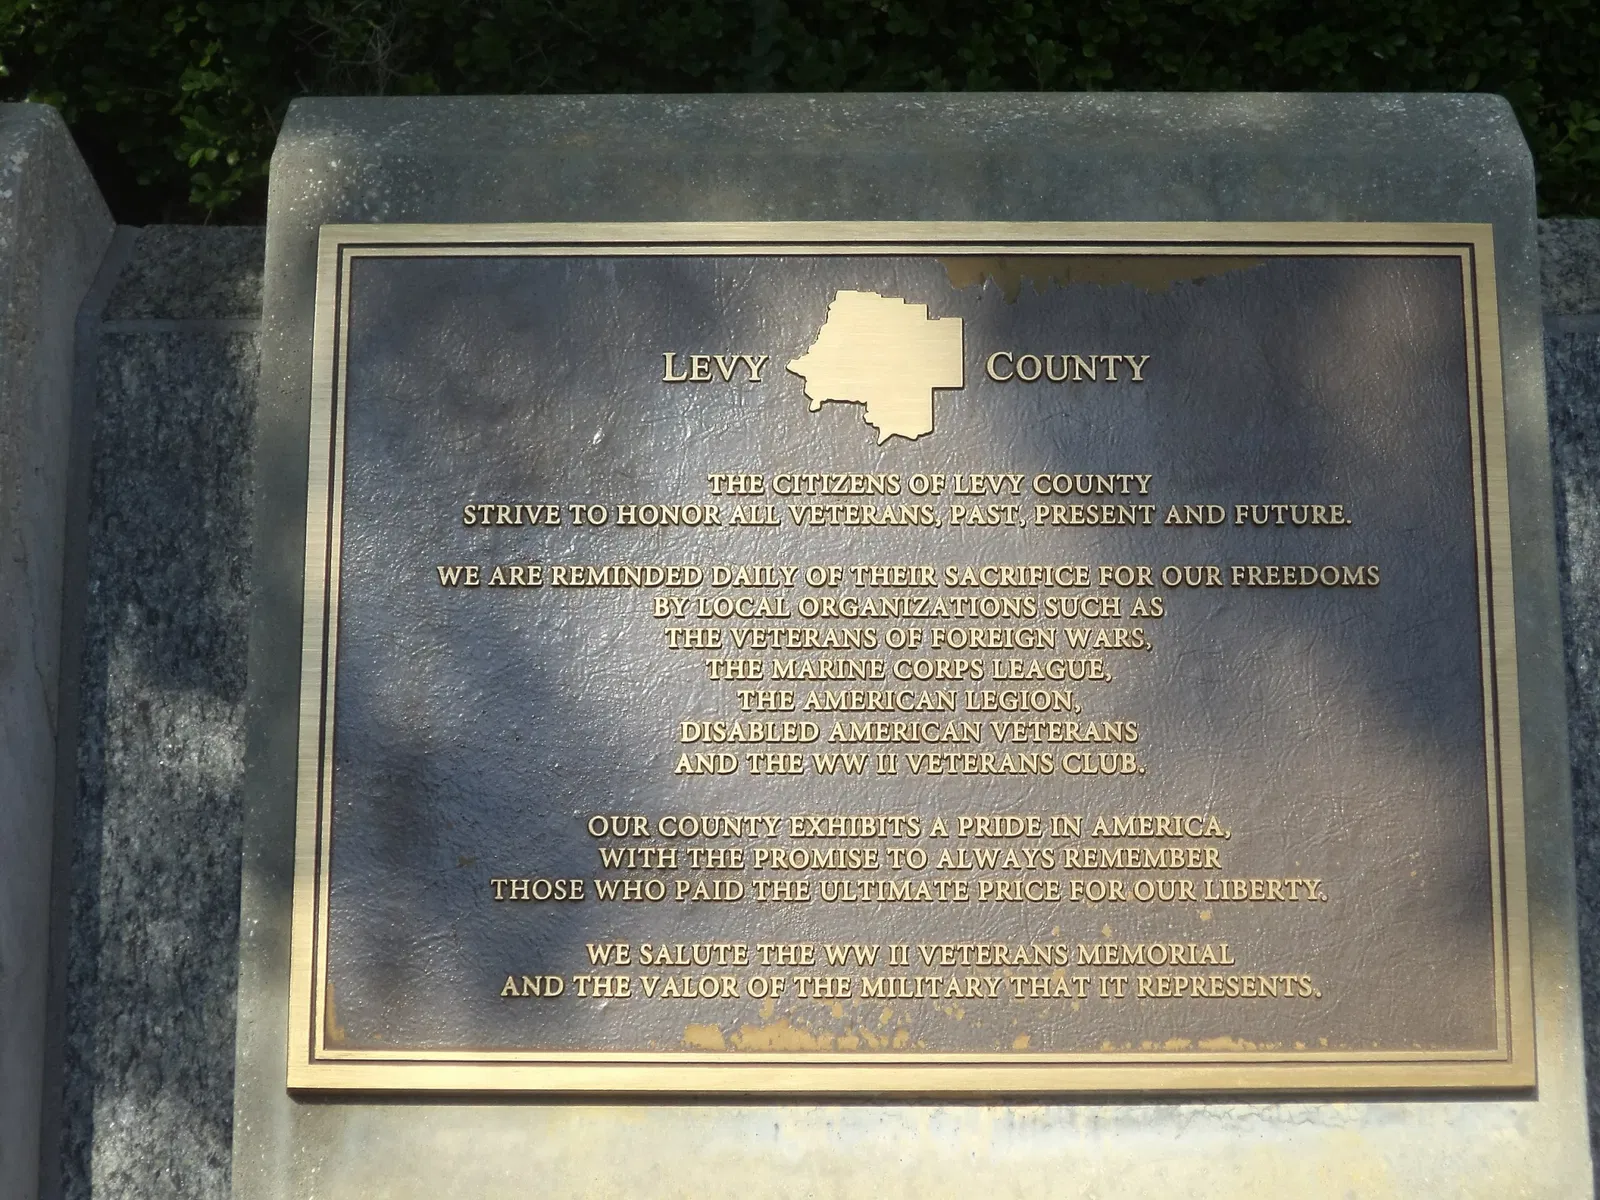 LEVY COUNTY
THE CITIZENS OF LEVY COUNTY
STRIVE TO HONOR ALL VETERANS, PAST, PRESENT AND FUTURE.
WE ARE REMINDED DAILY OF THEIR SACRIFICE FOR OUR FREEDOMS
BY LOCAL ORGANIZATIONS SUCH AS
THE VETERANS OF FOREIGN WARS,
THE MARINE CORPS LEAGUE,
THE AMERICAN LEGION,
DISABLED AMERICAN VETERANS
AND THE WW II VETERANS CLUB.
OUR COUNTY EXHIBITS A PRIDE IN AMERICA,
WITH THE PROMISE TO ALWAYS REMEMBER
THOSE WHO PAID THE ULTIMATE PRICE FOR OUR LIBERTY.
WE SALUTE THE WW II VETERANS MEMORIAL
AND THE VALOR OF THE MILITARY THAT IT REPRESENTS.